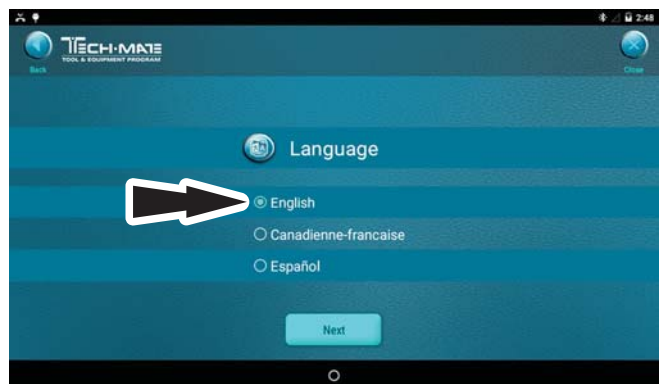 2:48
TECH-MATE
TOOL & EQUIPMENT PROGRAM
Back
Close
Language
English
Canadienne-francaise
Español
Next